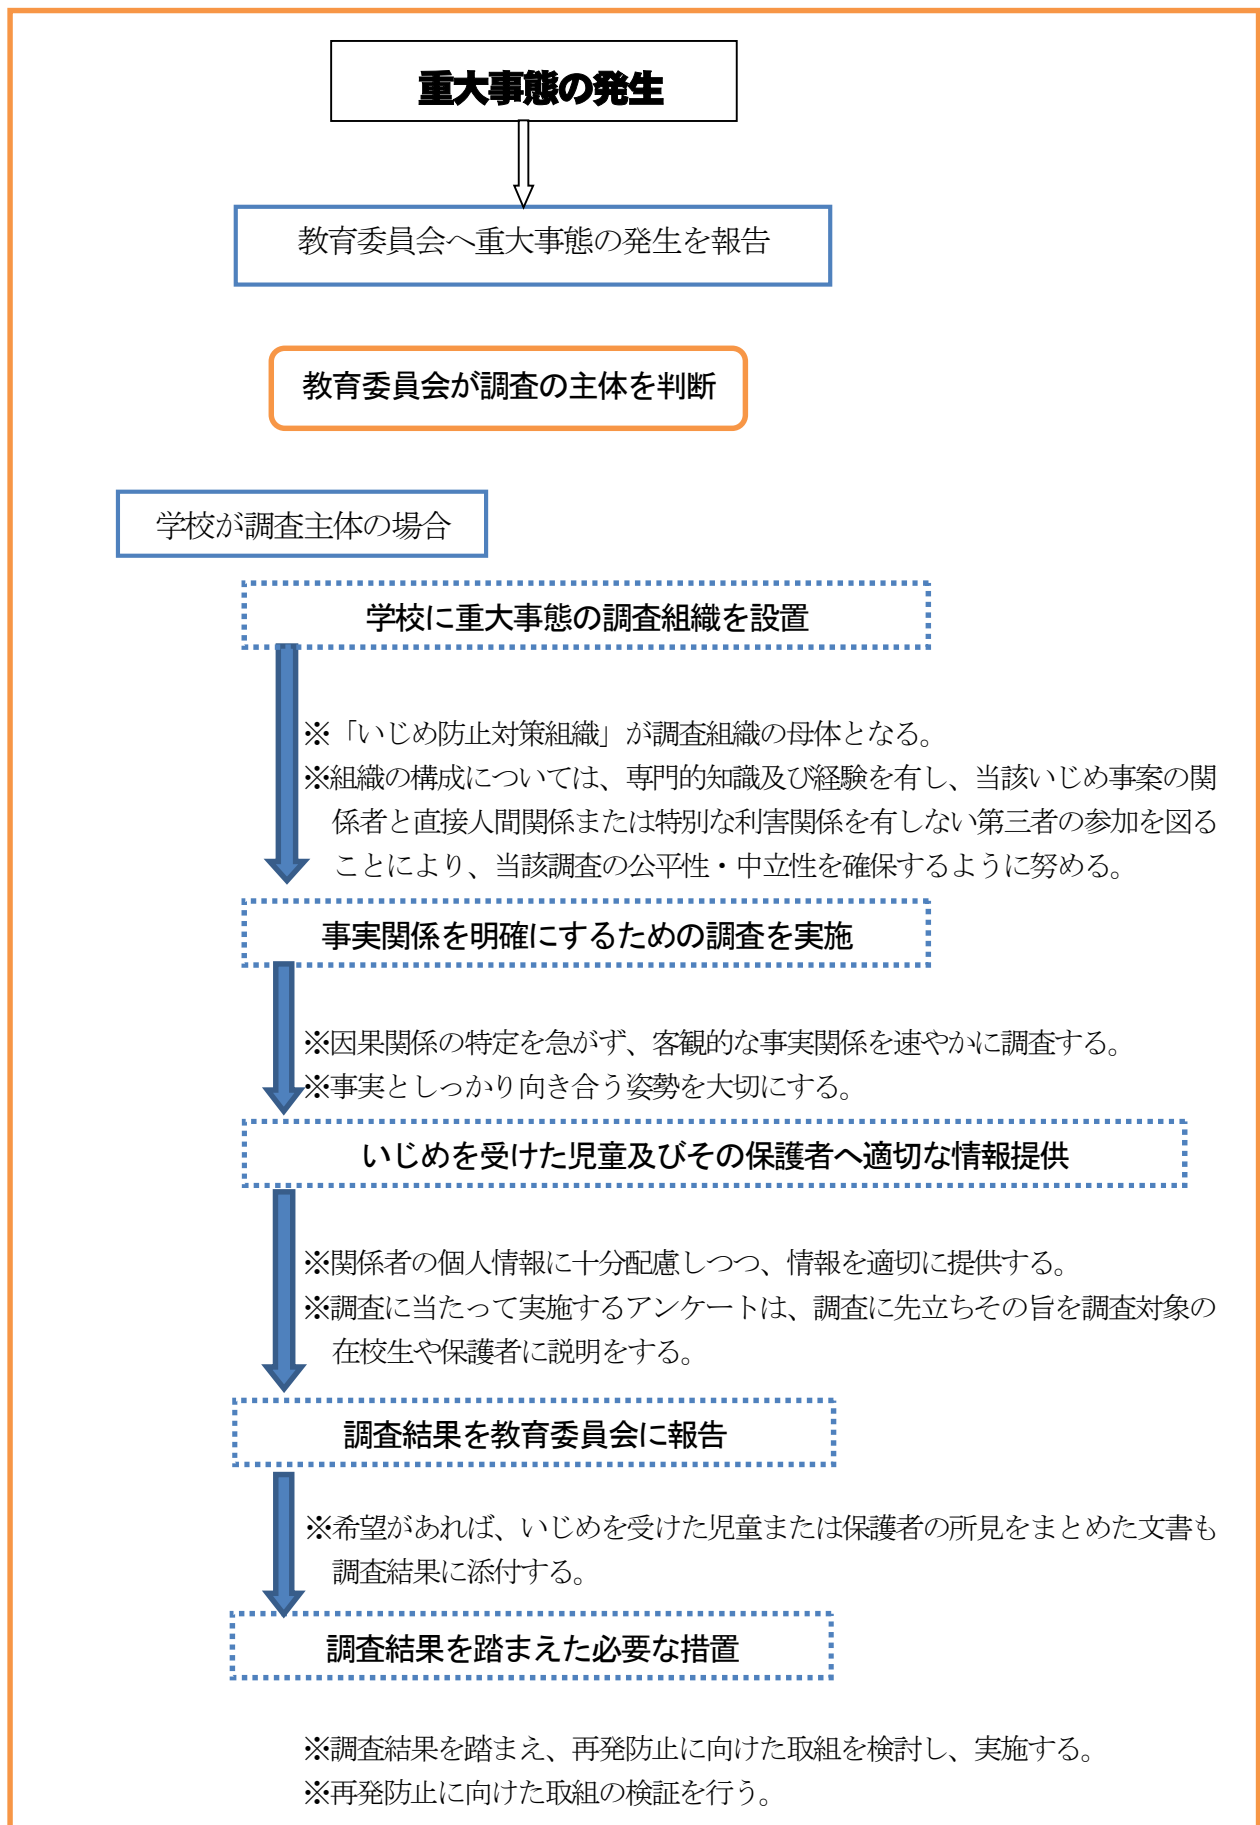 重大事態の発生
教育委員会へ重大事態の発生を報告
教育委員会が調査の主体を判断
学校が調査主体の場合
学校に重大事態の調査組織を設置
※「いじめ防止対策組織」が調査組織の母体となる。
※組織の構成については、専門的知識及び経験を有し、当該いじめ事案の関
係者と直接人間関係または特別な利害関係を有しない第三者の参加を図る
ことにより、当該調査の公平性・中立性を確保するように努める。
事実関係を明確にするための調査を実施
※因果関係の特定を急がず、客観的な事実関係を速やかに調査する。
※事実としっかり向き合う姿勢を大切にする。
いじめを受けた児童及びその保護者へ適切な情報提供
※関係者の個人情報に十分配慮しつつ、情報を適切に提供する。
※調査に当たって実施するアンケートは、調査に先立ちその旨を調査対象の
在校生や保護者に説明をする。
調査結果を教育委員会に報告
※希望があれば、いじめを受けた児童または保護者の所見をまとめた文書も
調査結果に添付する。
調査結果を踏まえた必要な措置
※調査結果を踏まえ、再発防止に向けた取組を検討し、実施する。
※再発防止に向けた取組の検証を行う。